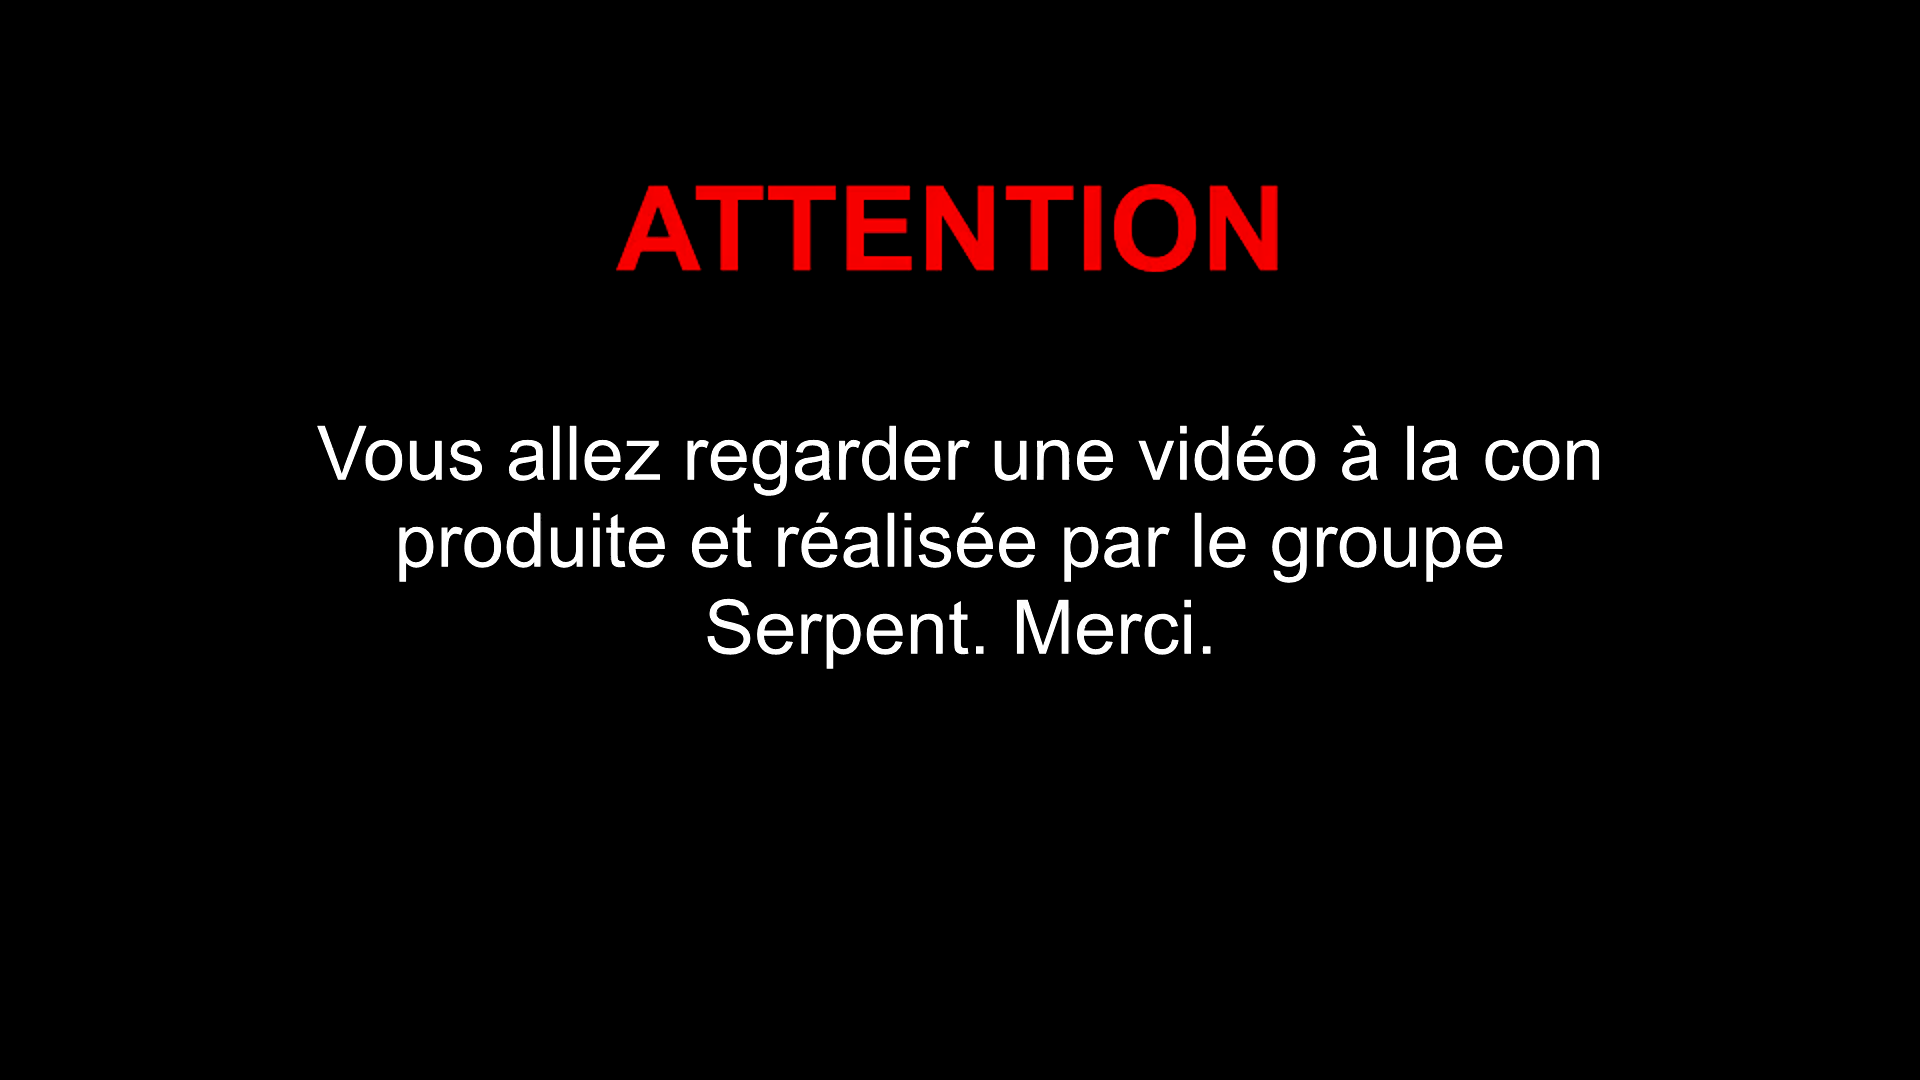 ATTENTION
Vous allez regarder une vidéo à la con
produite et réalisée par le groupe
Serpent. Merci.